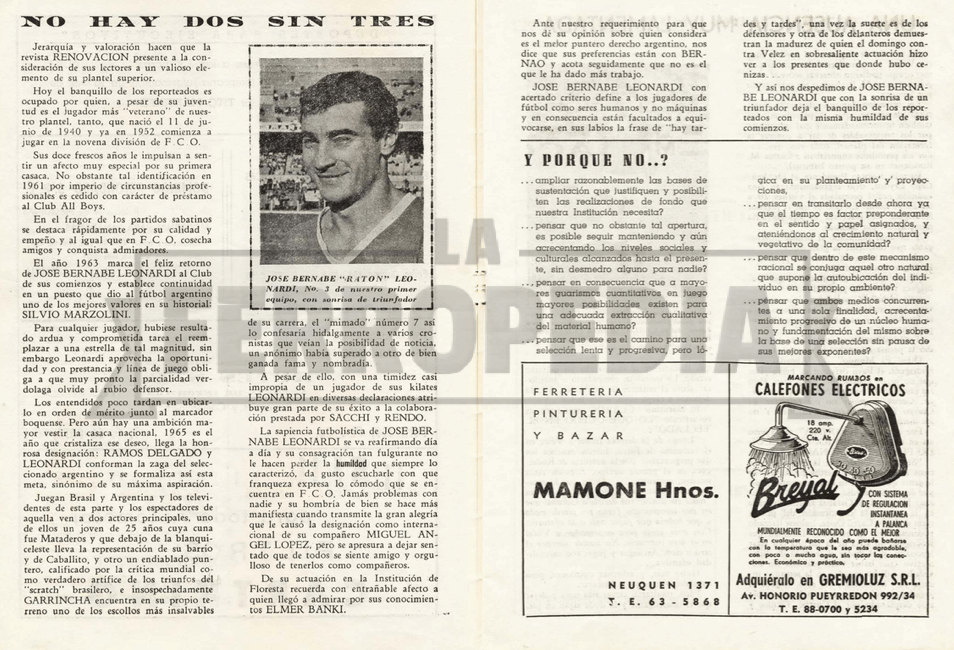 NO HAY DOS SIN TRES
Jerarquía y valoración hacen que la
revista RENOVACION presente a la con-
sideración de sus lectores a un valioso ele-
mento de su plantel superior.
Hoy el banquillo de los reporteados es
ocupado por quien, a pesar de su juven-
tud es el jugador más "veterano" de nues-
tro plantel, tanto, que nació el 11 de ju-
nio de 1940 y ya en 1952 comienza a
jugar en la novena división de F C O.
Sus doce frescos años le impulsan a sen-
tir un afecto muy especial por su primera
casaca. No obstante tal identificación en
1961 por imperio de circunstancias profe-
sionales es cedido con carácter de préstamo
al Club All Boys.
En el fragor de los partidos sabatinos
se destaca rápidamente por su calidad y
empeño y al igual que en F C O. cosecha
amigos y conquista admiradores.
El año 1963 marca el feliz retorno
de JOSE BERNABE LEONARDI al Club
de sus comienzos y establece continuidad
en un puesto que dio al fútbol argentino
uno de los mejores valores en su historial:
SILVIO MARZOLINI.
Para cualquier jugador, hubiese resulta-
do ardua y comprometida tarea el reem-
plazar a una estrella de tal magnitud, sin
embargo Leonardi aprovecha la oportuni-
dad y con prestancia y línea de juego obli-
ga a que muy pronto la parcialidad ver-
dolaga olvide al rubio defensor.
Los entendidos poco tardan en ubicar-
lo en orden de mérito junto al marcador
boquense. Pero aún hay una ambición ma-
yor vestir la casaca nacional, 1965 es el
año que cristaliza ese deseo, llega la hon-
rosa designación: RAMOS DELGADO y
LEONARDI conforman la zaga del selec-
cionado argentino y se formaliza así esta
meta, sinónimo de su máxima aspiración.
Juegan Brasil y Argentina y los televi-
dentes de esta parte y los espectadores de
aquella ven a dos actores principales, uno
de ellos un joven de 25 años cuya cuna
fue Mataderos y que debajo de la blanqui-
celeste lleva la representación de su barrio
y de Caballito, y otro un endiablado pun-
tero, calificado por la crítica mundial co-
mo verdadero artífice de los triunfos del
"scratch" brasilero, e insospechadamente
GARRINCHA encuentra en su propio te-
rreno uno de los escollos más insalvables
JOSE BERNABE "RATON" LEO-
NARDI, No. 3 de nuestro primer
equipo, con sonrisa de triunfador
de su carrera, el "mimado" número 7 así
lo confesaría hidalgamente a varios cro-
nistas que veían la posibilidad de noticia,
un anónimo había superado a otro de bien
ganada fama y nombradía.
A pesar de ello, con una timidez casi
impropia de un jugador de sus kilates
LEONARDI en diversas declaraciones atri-
buye gran parte de su éxito a la colabora-
ción prestada por SACCHI y RENDO.
La sapiencia futbolística de JOSE BER-
NABE LEONARDI se va reafirmando día
a día y su consagración tan fulgurante no
le hacen perder la humildad que siempre lo
caracterizó, da gusto escucharle con que
franqueza expresa lo cómodo que se en-
cuentra en F C O. Jamás problemas con
nadie y su hombría de bien se hace más
manifiesta cuando transmite la gran alegría
que le causó la designación como interna-
cional de su compañero MIGUEL AN-
GEL LOPEZ, pero se apresura a dejar sen-
tado que de todos se siente amigo y orgu-
lloso de tenerlos como compañeros.
De su actuación en la Institución de
Floresta recuerda con entrañable afecto a
quien llegó a admirar por sus conocimien-
tos ELMER BANKI.
Ante nuestro requerimiento para que
nos dé su opinión sobre quien considera
es el mejor puntero derecho argentino, nos
dice que sus preferencias están con BER-
NAO y acota seguidamente que no es el
que le ha dado más trabajo.
JOSE BERNABE LEONARDI con
acertado criterio define a los jugadores de
fútbol como seres humanos y no máquinas
y en consecuencia están facultados a equi-
vocarse, en sus labios la frase de "hay tar-
des y tardes", una vez la suerte es de los
defensores y otra de los delanteros demues-
tran la madurez de quien el domingo con-
tra Velez en sobresaliente actuación hizo
ver a los presentes que donde hubo ce-
nizas...
Y así nos despedimos de JOSE BERNA-
BE LEONARDI que con la sonrisa de un
triunfador deja el banquillo de los repor-
teados con la misma humildad de sus
comienzos.
Y PORQUE NO..?
...ampliar razonablemente las bases de
sustentación que justifiquen y posibili-
ten las realizaciones de fondo que
nuestra Institución necesita?
...pensar que no obstante tal apertura,
es posible seguir manteniendo y aún
acrecentando los niveles sociales y
culturales alcanzados hasta el presen-
te, sin desmedro alguno para nadie?
...pensar en consecuencia que a mayo-
res guarismos cuantitativos en juego
mayores posibilidades existen para
una adecuada extracción cualitativa
del material humano?
...pensar que ese es el camino para una
selección lenta y progresiva, pero ló-
gica en su planteamiento y proyec-
ciones,
...pensar en transitarlo desde ahora ya
que el tiempo es factor preponderante
en el sentido y papel asignados, y
ateniéndonos al crecimiento natural y
vegetativo de la comunidad?
...pensar que dentro de este mecanismo
racional se conjuga aquel otro natural
que supone la autoubicación del indi-
viduo en su propio ambiente?
...pensar que ambos medios concurren-
tes a una sola finalidad, acrecenta-
miento progresivo de un núcleo huma-
no y fundamentación del mismo sobre
la base de una selección sin pausa de
sus mejores exponentes?
FERRETERIA
PINTURERIA
Y BAZAR
MAMONE Hnos.
NEUQUEN 1371
T. E. 63 - 5868
MARCANDO RUMBOS en
CALEFONES ELECTRICOS
18 amp.
220 v.
Cte. Alt.
Breyal
CON SISTEMA
DE REGULACION
INSTANTANEA
A PALANCA
MUNDIALMENTE RECONOCIDO COMO EL MEJOR
En cualquier época del año puede bañarse
con la temperatura que le sea más agradable,
con poca o mucha agua, sin tocar las conec-
ciones. Económico y práctico.
Adquiéralo en GREMIOLUZ S.R.L.
Av. HONORIO PUEYRREDON 992/34
T. E. 88-0700 y 5234
LA
FERROPEDIA